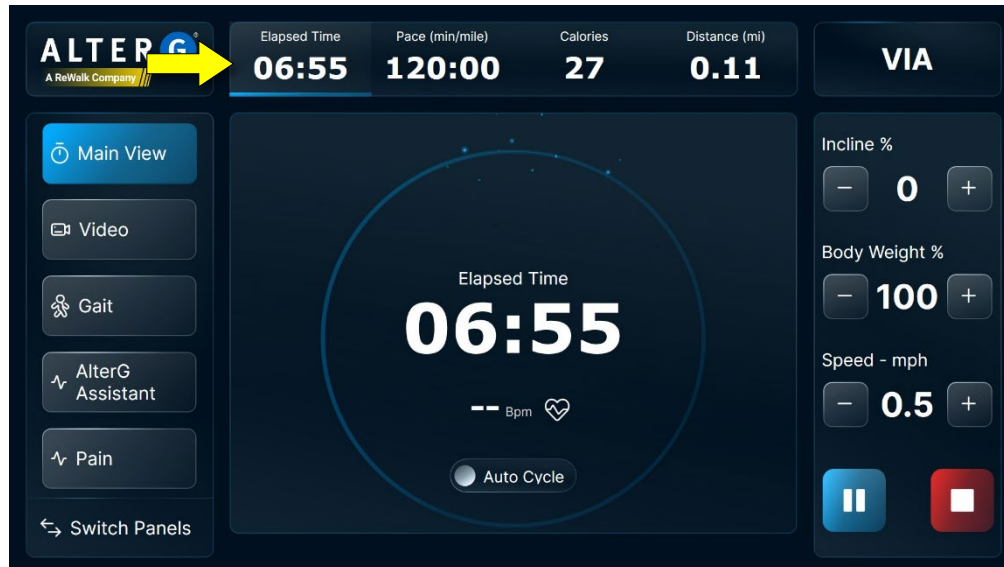 ALTER G
A ReWalk Company
Elapsed Time
06:55
Pace (min/mile)
120:00
Calories
27
Distance (mi)
0.11
VIA
Main View
Video
Gait
AlterG
Assistant
Pain
Switch Panels
Elapsed Time
06:55
-- Bpm
Auto Cycle
Incline %
− 0 +
Body Weight %
− 100 +
Speed - mph
− 0.5 +